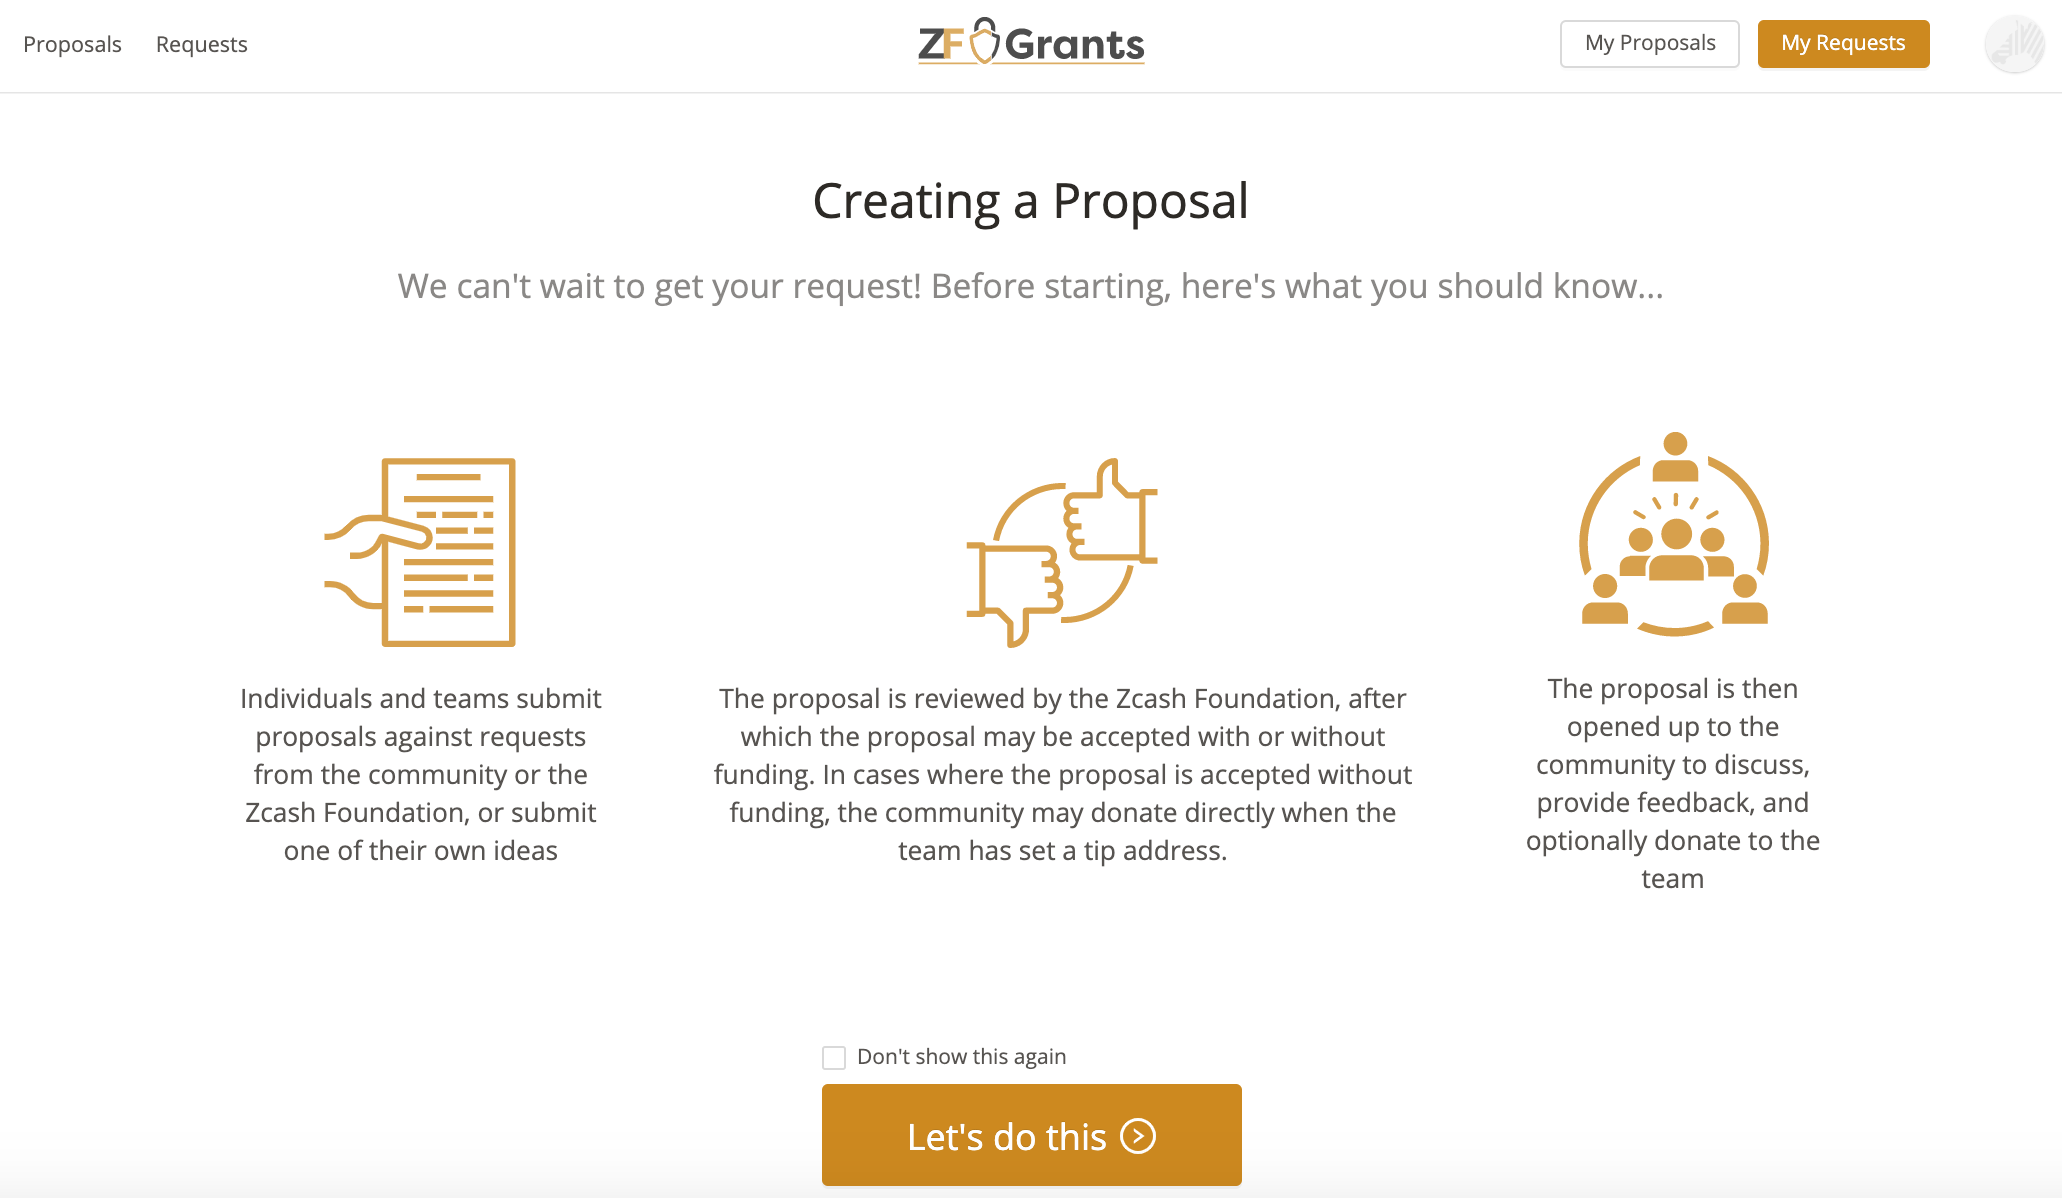 Proposals
Requests
ZF Grants
My Proposals
My Requests
Creating a Proposal
We can't wait to get your request! Before starting, here's what you should know...
Individuals and teams submit
proposals against requests
from the community or the
Zcash Foundation, or submit
one of their own ideas
The proposal is reviewed by the Zcash Foundation, after
which the proposal may be accepted with or without
funding. In cases where the proposal is accepted without
funding, the community may donate directly when the
team has set a tip address.
The proposal is then
opened up to the
community to discuss,
provide feedback, and
optionally donate to the
team
Don't show this again
Let's do this